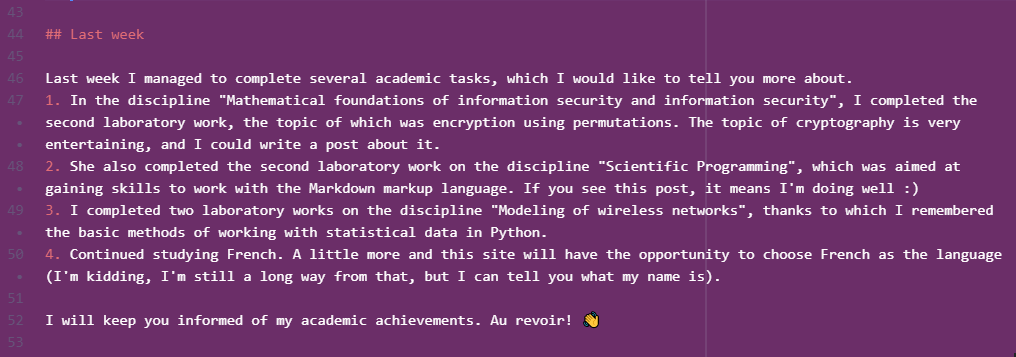 43
44 ## Last week
45
46 Last week I managed to complete several academic tasks, which I would like to tell you more about.
47 1. In the discipline "Mathematical foundations of information security and information security", I completed the
• second laboratory work, the topic of which was encryption using permutations. The topic of cryptography is very
• entertaining, and I could write a post about it.
48 2. She also completed the second laboratory work on the discipline "Scientific Programming", which was aimed at
• gaining skills to work with the Markdown markup language. If you see this post, it means I'm doing well :)
49 3. I completed two laboratory works on the discipline "Modeling of wireless networks", thanks to which I remembered
• the basic methods of working with statistical data in Python.
50 4. Continued studying French. A little more and this site will have the opportunity to choose French as the language
• (I'm kidding, I'm still a long way from that, but I can tell you what my name is).
51
52 I will keep you informed of my academic achievements. Au revoir! 👋
53